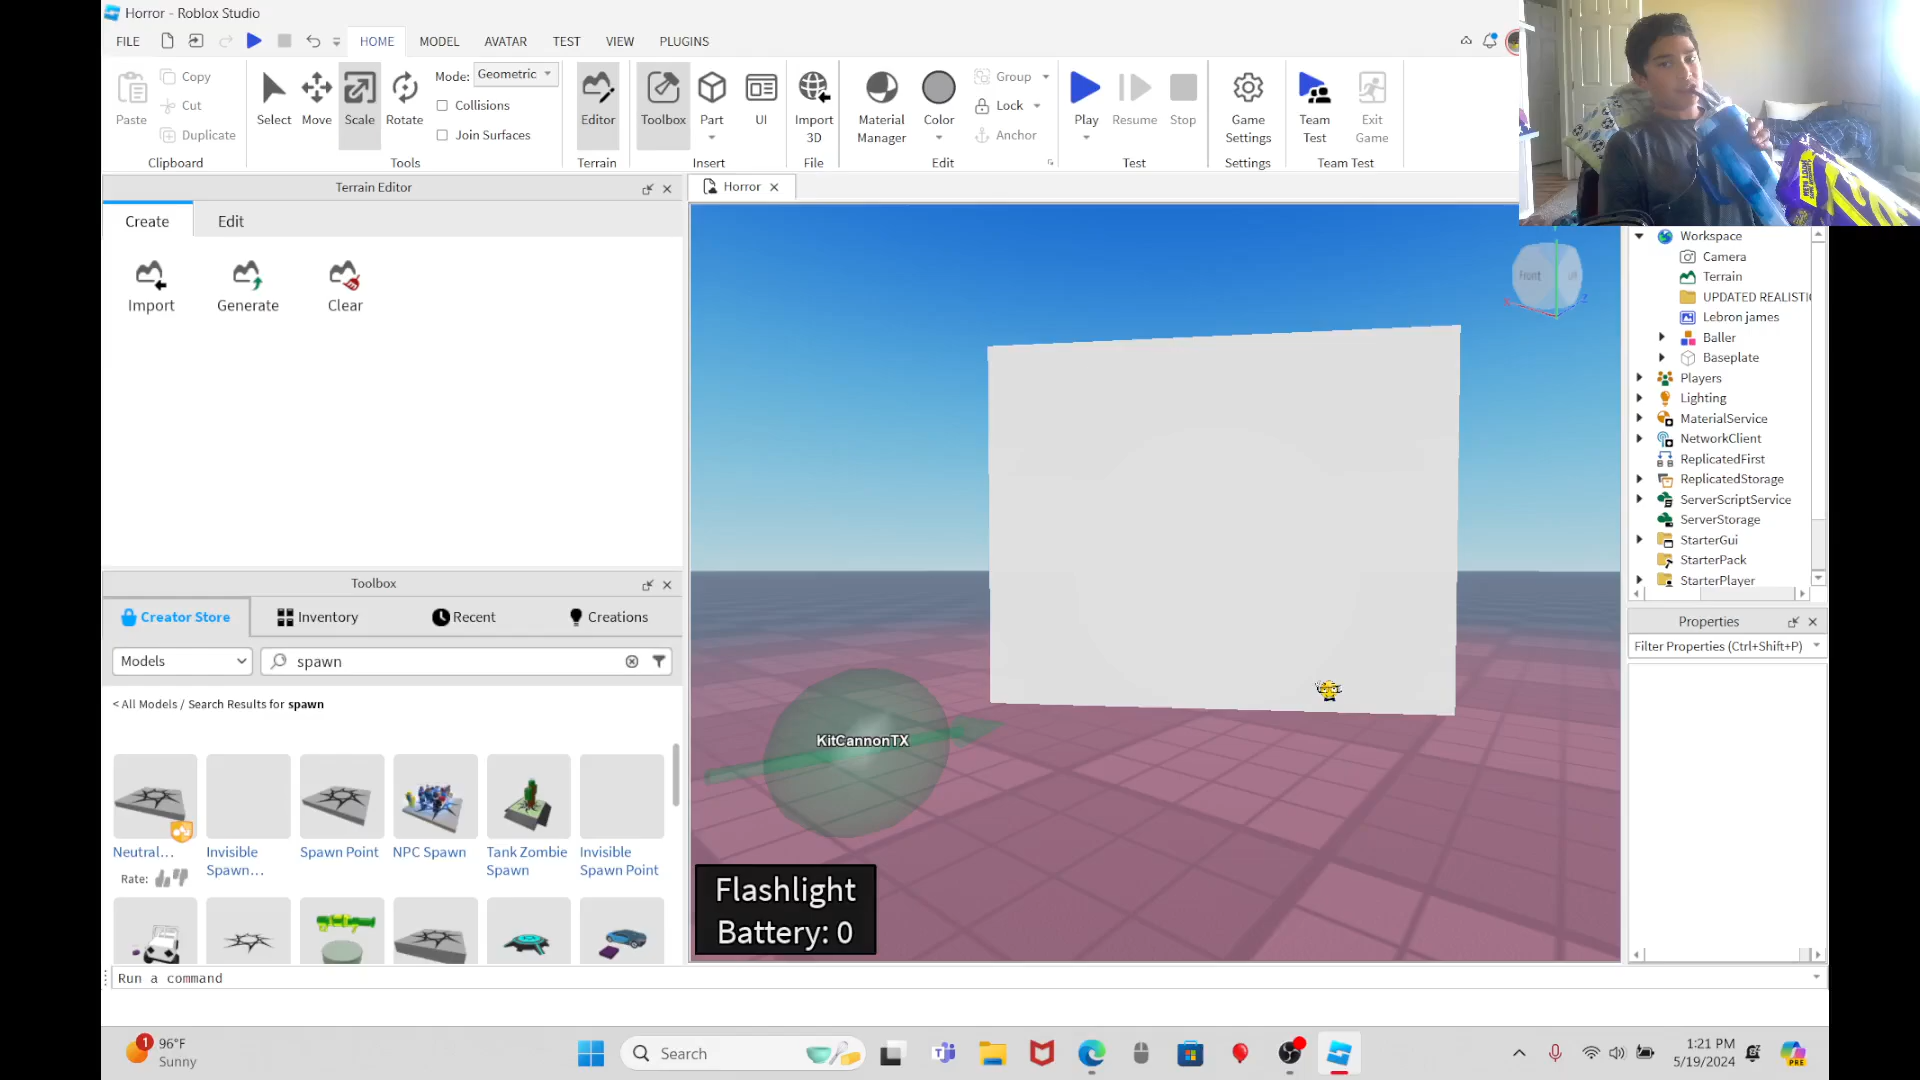 Horror - Roblox Studio
FILE
HOME
MODEL
AVATAR
TEST
VIEW
PLUGINS
Paste
Copy
Cut
Duplicate
Clipboard
Select
Move
Scale
Rotate
Mode:
Geometric
Collisions
Join Surfaces
Tools
Editor
Terrain
Toolbox
Part
UI
Insert
Import
3D
File
Material
Manager
Color
Group
Lock
Anchor
Edit
Play
Resume
Stop
Test
Game
Settings
Settings
Team
Test
Exit
Game
Team Test
Terrain Editor
Create
Edit
Import
Generate
Clear
Horror
Front
KitCannonTX
Flashlight
Battery: 0
Workspace
Camera
Terrain
UPDATED REALISTI
Lebron james
Baller
Baseplate
Players
Lighting
MaterialService
NetworkClient
ReplicatedFirst
ReplicatedStorage
ServerScriptService
ServerStorage
StarterGui
StarterPack
StarterPlayer
Properties
Filter Properties (Ctrl+Shift+P)
Toolbox
Creator Store
Inventory
Recent
Creations
Models
spawn
< All Models / Search Results for spawn
Neutral...
Rate:
Invisible
Spawn...
Spawn Point
NPC Spawn
Tank Zombie
Spawn
Invisible
Spawn Point
Run a command
1
96°F
Sunny
Search
1:21 PM
5/19/2024
PRE